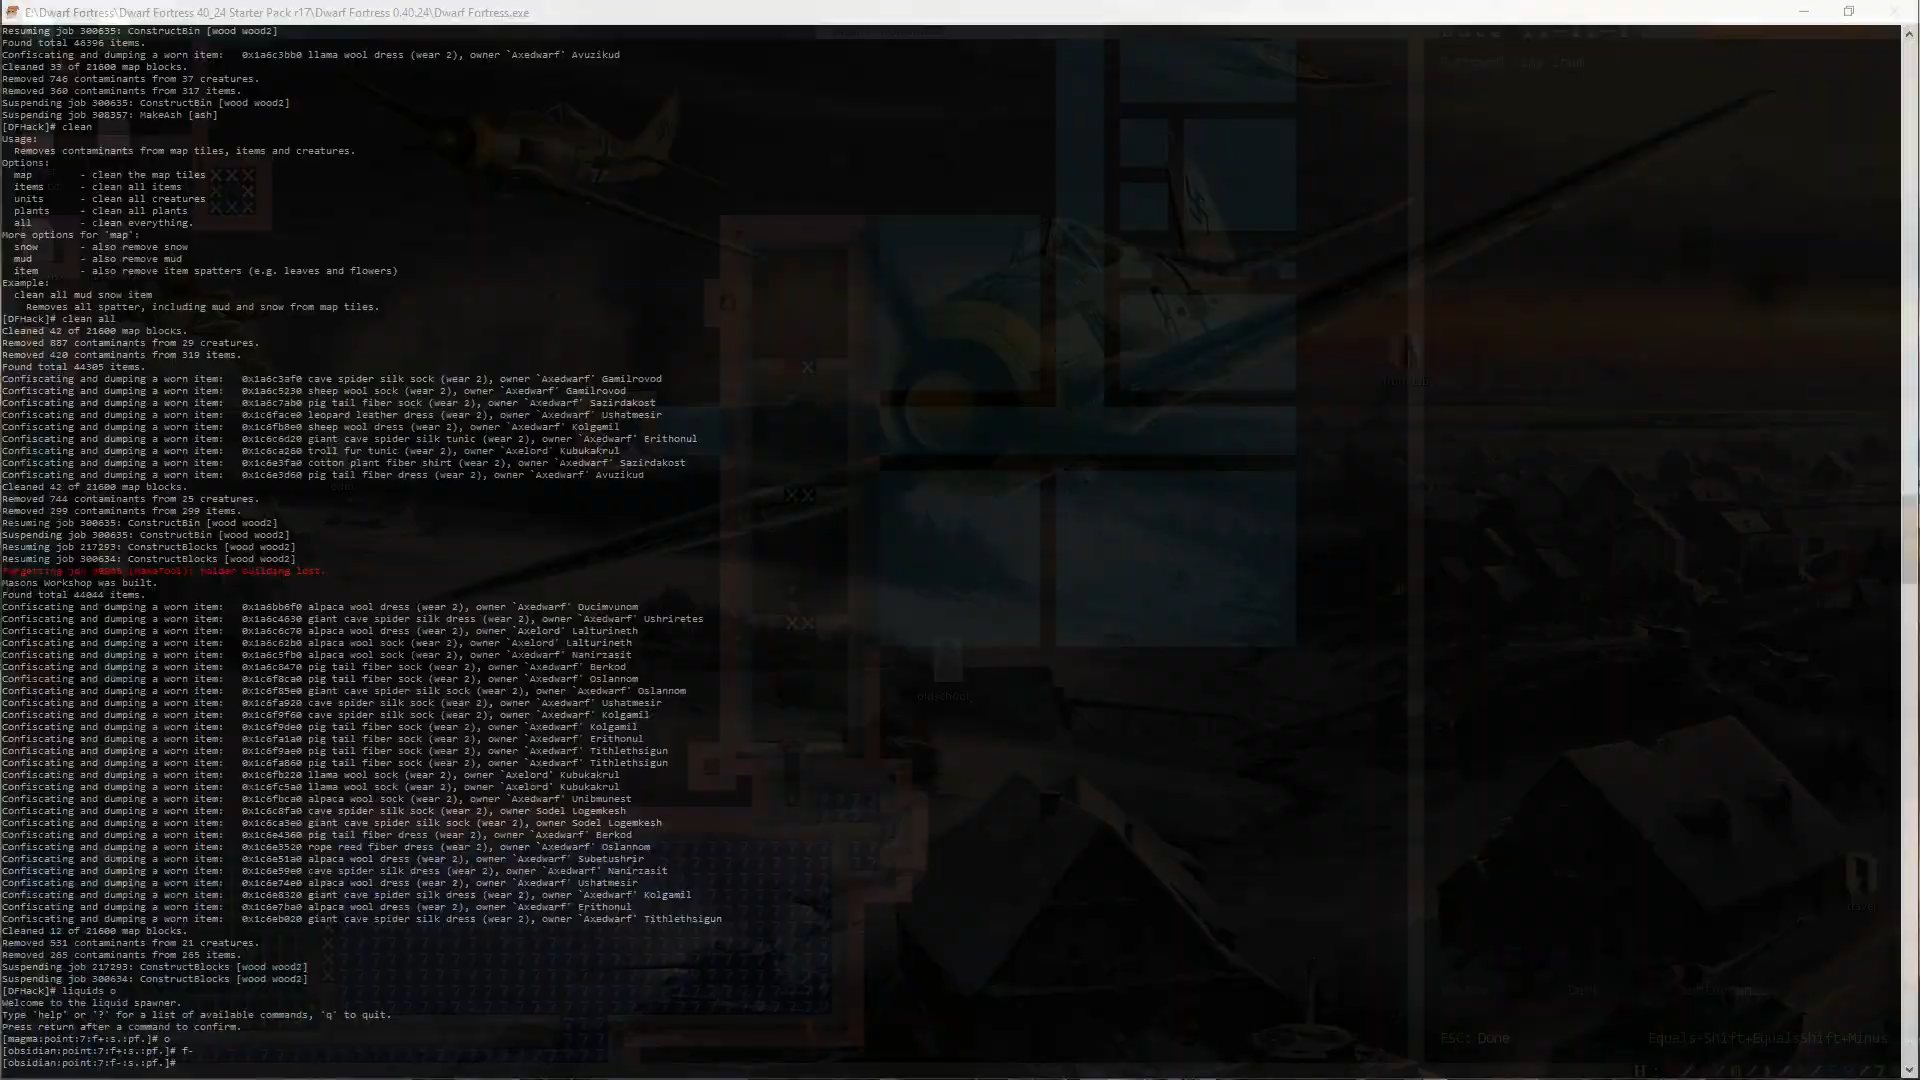 E:\Dwarf Fortress\Dwarf Fortress 40_24 Starter Pack r17\Dwarf Fortress 0.40.24\Dwarf Fortress.exe
Resuming job 300635: ConstructBin [wood wood2]
Found total 46396 items.
Confiscating and dumping a worn item:   0x1a6c3bb0 llama wool dress (wear 2), owner `Axedwarf' Avuzikud
Cleaned 33 of 21600 map blocks.
Removed 746 contaminants from 37 creatures.
Removed 360 contaminants from 317 items.
Suspending job 300635: ConstructBin [wood wood2]
Suspending job 308357: MakeAsh [ash]
[DFHack]# clean
Usage:
  Removes contaminants from map tiles, items and creatures.
Options:
  map        - clean the map tiles
  items      - clean all items
  units      - clean all creatures
  plants     - clean all plants
  all        - clean everything.
More options for 'map':
  snow       - also remove snow
  mud        - also remove mud
  item       - also remove item spatters (e.g. leaves and flowers)
Example:
  clean all mud snow item
    Removes all spatter, including mud and snow from map tiles.
[DFHack]# clean all
Cleaned 42 of 21600 map blocks.
Removed 887 contaminants from 29 creatures.
Removed 420 contaminants from 319 items.
Found total 44305 items.
Confiscating and dumping a worn item:   0x1a6c3af0 cave spider silk sock (wear 2), owner `Axedwarf' Gamilrovod
Confiscating and dumping a worn item:   0x1a6c5230 sheep wool sock (wear 2), owner `Axedwarf' Gamilrovod
Confiscating and dumping a worn item:   0x1a6c7ab0 pig tail fiber sock (wear 2), owner `Axedwarf' Sazirdakost
Confiscating and dumping a worn item:   0x1c6face0 leopard leather dress (wear 2), owner `Axedwarf' Ushatmesir
Confiscating and dumping a worn item:   0x1c6fb8e0 sheep wool dress (wear 2), owner `Axedwarf' Kolgamil
Confiscating and dumping a worn item:   0x1c6c6d20 giant cave spider silk tunic (wear 2), owner `Axedwarf' Erithonul
Confiscating and dumping a worn item:   0x1c6ca260 troll fur tunic (wear 2), owner `Axelord' Kubukakrul
Confiscating and dumping a worn item:   0x1c6e3fa0 cotton plant fiber shirt (wear 2), owner `Axedwarf' Sazirdakost
Confiscating and dumping a worn item:   0x1c6e3d60 pig tail fiber dress (wear 2), owner `Axedwarf' Avuzikud
Cleaned 42 of 21600 map blocks.
Removed 744 contaminants from 25 creatures.
Removed 299 contaminants from 299 items.
Resuming job 300635: ConstructBin [wood wood2]
Suspending job 300635: ConstructBin [wood wood2]
Resuming job 217293: ConstructBlocks [wood wood2]
Resuming job 300634: ConstructBlocks [wood wood2]
Forgetting job (MakeTool): holder building lost.
Masons Workshop was built.
Found total 44044 items.
Confiscating and dumping a worn item:   0x1a6bb6f0 alpaca wool dress (wear 2), owner `Axedwarf' Ducimvunom
Confiscating and dumping a worn item:   0x1a6c4630 giant cave spider silk dress (wear 2), owner `Axedwarf' Ushriretes
Confiscating and dumping a worn item:   0x1a6c6c70 alpaca wool dress (wear 2), owner `Axelord' Lalturineth
Confiscating and dumping a worn item:   0x1a6c62b0 alpaca wool sock (wear 2), owner `Axelord' Lalturineth
Confiscating and dumping a worn item:   0x1a6c5fb0 alpaca wool sock (wear 2), owner `Axedwarf' Nanirzasit
Confiscating and dumping a worn item:   0x1a6c8470 pig tail fiber sock (wear 2), owner `Axedwarf' Berkod
Confiscating and dumping a worn item:   0x1c6f8ca0 pig tail fiber sock (wear 2), owner `Axedwarf' Oslannom
Confiscating and dumping a worn item:   0x1c6f85e0 giant cave spider silk sock (wear 2), owner `Axedwarf' Oslannom
Confiscating and dumping a worn item:   0x1c6fa920 cave spider silk sock (wear 2), owner `Axedwarf' Ushatmesir
Confiscating and dumping a worn item:   0x1c6f9f60 cave spider silk sock (wear 2), owner `Axedwarf' Kolgamil
Confiscating and dumping a worn item:   0x1c6f9de0 pig tail fiber sock (wear 2), owner `Axedwarf' Kolgamil
Confiscating and dumping a worn item:   0x1c6fa1a0 pig tail fiber sock (wear 2), owner `Axedwarf' Erithonul
Confiscating and dumping a worn item:   0x1c6f9ae0 pig tail fiber sock (wear 2), owner `Axedwarf' Tithlethsigun
Confiscating and dumping a worn item:   0x1c6fa860 pig tail fiber sock (wear 2), owner `Axedwarf' Tithlethsigun
Confiscating and dumping a worn item:   0x1c6fb220 llama wool sock (wear 2), owner `Axelord' Kubukakrul
Confiscating and dumping a worn item:   0x1c6fc5a0 llama wool sock (wear 2), owner `Axelord' Kubukakrul
Confiscating and dumping a worn item:   0x1c6fbca0 alpaca wool sock (wear 2), owner `Axedwarf' Unibmunest
Confiscating and dumping a worn item:   0x1c6c8fa0 cave spider silk sock (wear 2), owner Sodel Logemkesh
Confiscating and dumping a worn item:   0x1c6ca3e0 giant cave spider silk sock (wear 2), owner Sodel Logemkesh
Confiscating and dumping a worn item:   0x1c6e4360 pig tail fiber dress (wear 2), owner `Axedwarf' Berkod
Confiscating and dumping a worn item:   0x1c6e3520 rope reed fiber dress (wear 2), owner `Axedwarf' Oslannom
Confiscating and dumping a worn item:   0x1c6e51a0 alpaca wool dress (wear 2), owner `Axedwarf' Subetushrir
Confiscating and dumping a worn item:   0x1c6e59e0 cave spider silk dress (wear 2), owner `Axedwarf' Nanirzasit
Confiscating and dumping a worn item:   0x1c6e74e0 alpaca wool dress (wear 2), owner `Axedwarf' Ushatmesir
Confiscating and dumping a worn item:   0x1c6e8320 giant cave spider silk dress (wear 2), owner `Axedwarf' Kolgamil
Confiscating and dumping a worn item:   0x1c6e7ba0 alpaca wool dress (wear 2), owner `Axedwarf' Erithonul
Confiscating and dumping a worn item:   0x1c6eb020 giant cave spider silk dress (wear 2), owner `Axedwarf' Tithlethsigun
Cleaned 12 of 21600 map blocks.
Removed 531 contaminants from 21 creatures.
Removed 265 contaminants from 265 items.
Suspending job 217293: ConstructBlocks [wood wood2]
Suspending job 300634: ConstructBlocks [wood wood2]
[DFHack]# liquids o
Welcome to the liquid spawner.
Type 'help' or '?' for a list of available commands, 'q' to quit.
Press return after a command to confirm.
[magma:point:7:f+:s.:pf.]# o
[obsidian:point:7:f+:s.:pf.]# f-
[obsidian:point:7:f-:s.:pf.]#
oldschool
ESC: Done
Equals-Shift+EqualsShift+Minus